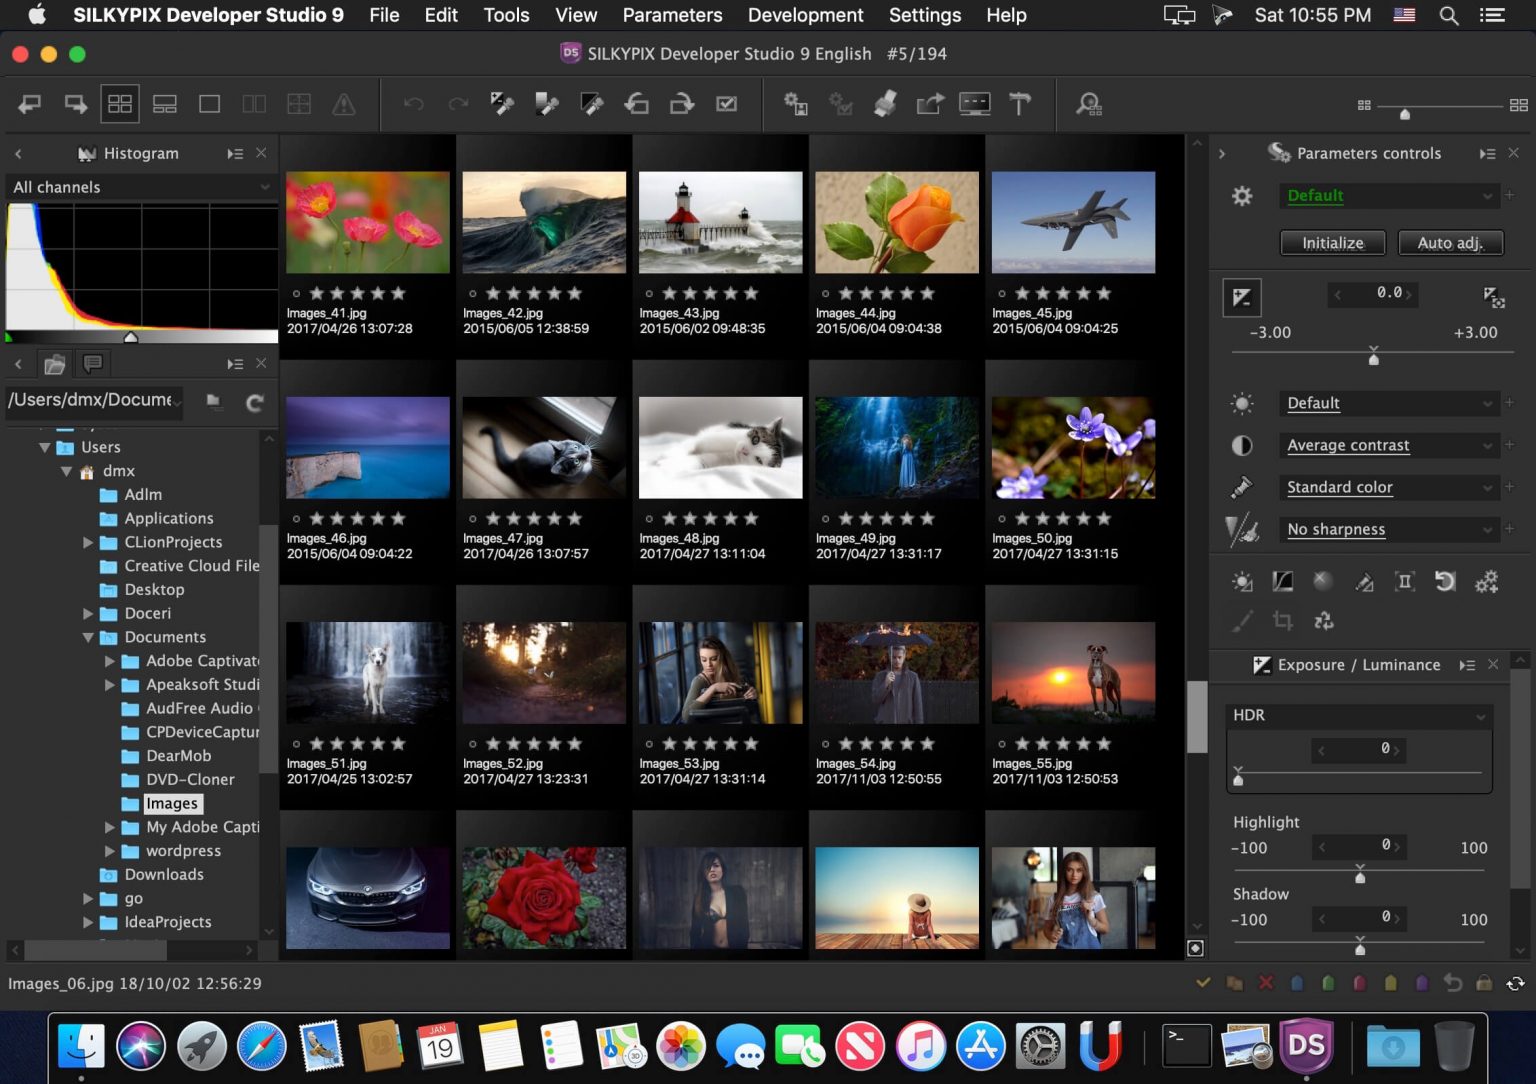 SILKYPIX Developer Studio 9 File Edit Tools View Parameters Development Settings Help Sat 10:55 PM
DS SILKYPIX Developer Studio 9 English #5/194
Histogram
All channels
/Users/dmx/Docume
Users
dmx
Adlm
Applications
CLionProjects
Creative Cloud File
Desktop
Doceri
Documents
Adobe Captivat
Apeaksoft Studi
AudFree Audio
CPDeviceCaptur
DearMob
DVD-Cloner
Images
My Adobe Capti
wordpress
Downloads
go
IdeaProjects
Images_41.jpg Images_42.jpg Images_43.jpg Images_44.jpg Images_45.jpg
2017/04/26 13:07:28 2015/06/05 12:38:59 2015/06/02 09:48:35 2015/06/04 09:04:38 2015/06/04 09:04:25
Images_46.jpg Images_47.jpg Images_48.jpg Images_49.jpg Images_50.jpg
2015/06/04 09:04:22 2017/04/26 13:07:57 2017/04/27 13:11:04 2017/04/27 13:31:17 2017/04/27 13:31:15
Images_51.jpg Images_52.jpg Images_53.jpg Images_54.jpg Images_55.jpg
2017/04/25 13:02:57 2017/04/27 13:23:31 2017/04/27 13:31:14 2017/11/03 12:50:55 2017/11/03 12:50:53
Parameters controls
Default
Initialize Auto adj.
0.0
-3.00 +3.00
Default
Average contrast
Standard color
No sharpness
Exposure / Luminance
HDR
0
Highlight
-100 0 100
Shadow
-100 0 100
Images_06.jpg 18/10/02 12:56:29
JAN
19
3D
DS